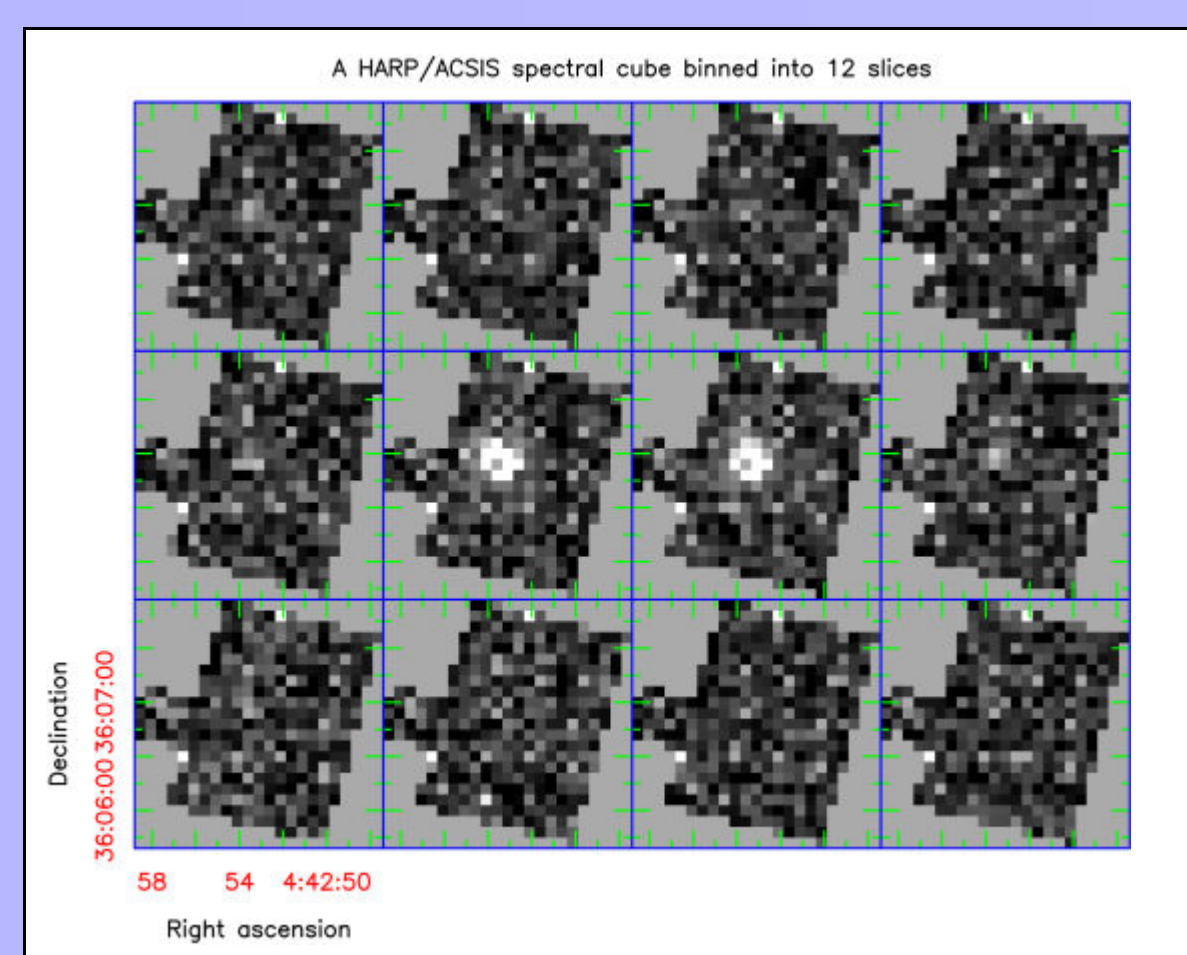 A HARP/ACSIS spectral cube binned into 12 slices
Declination
36:06:00 36:07:00
58 54 4:42:50
Right ascension